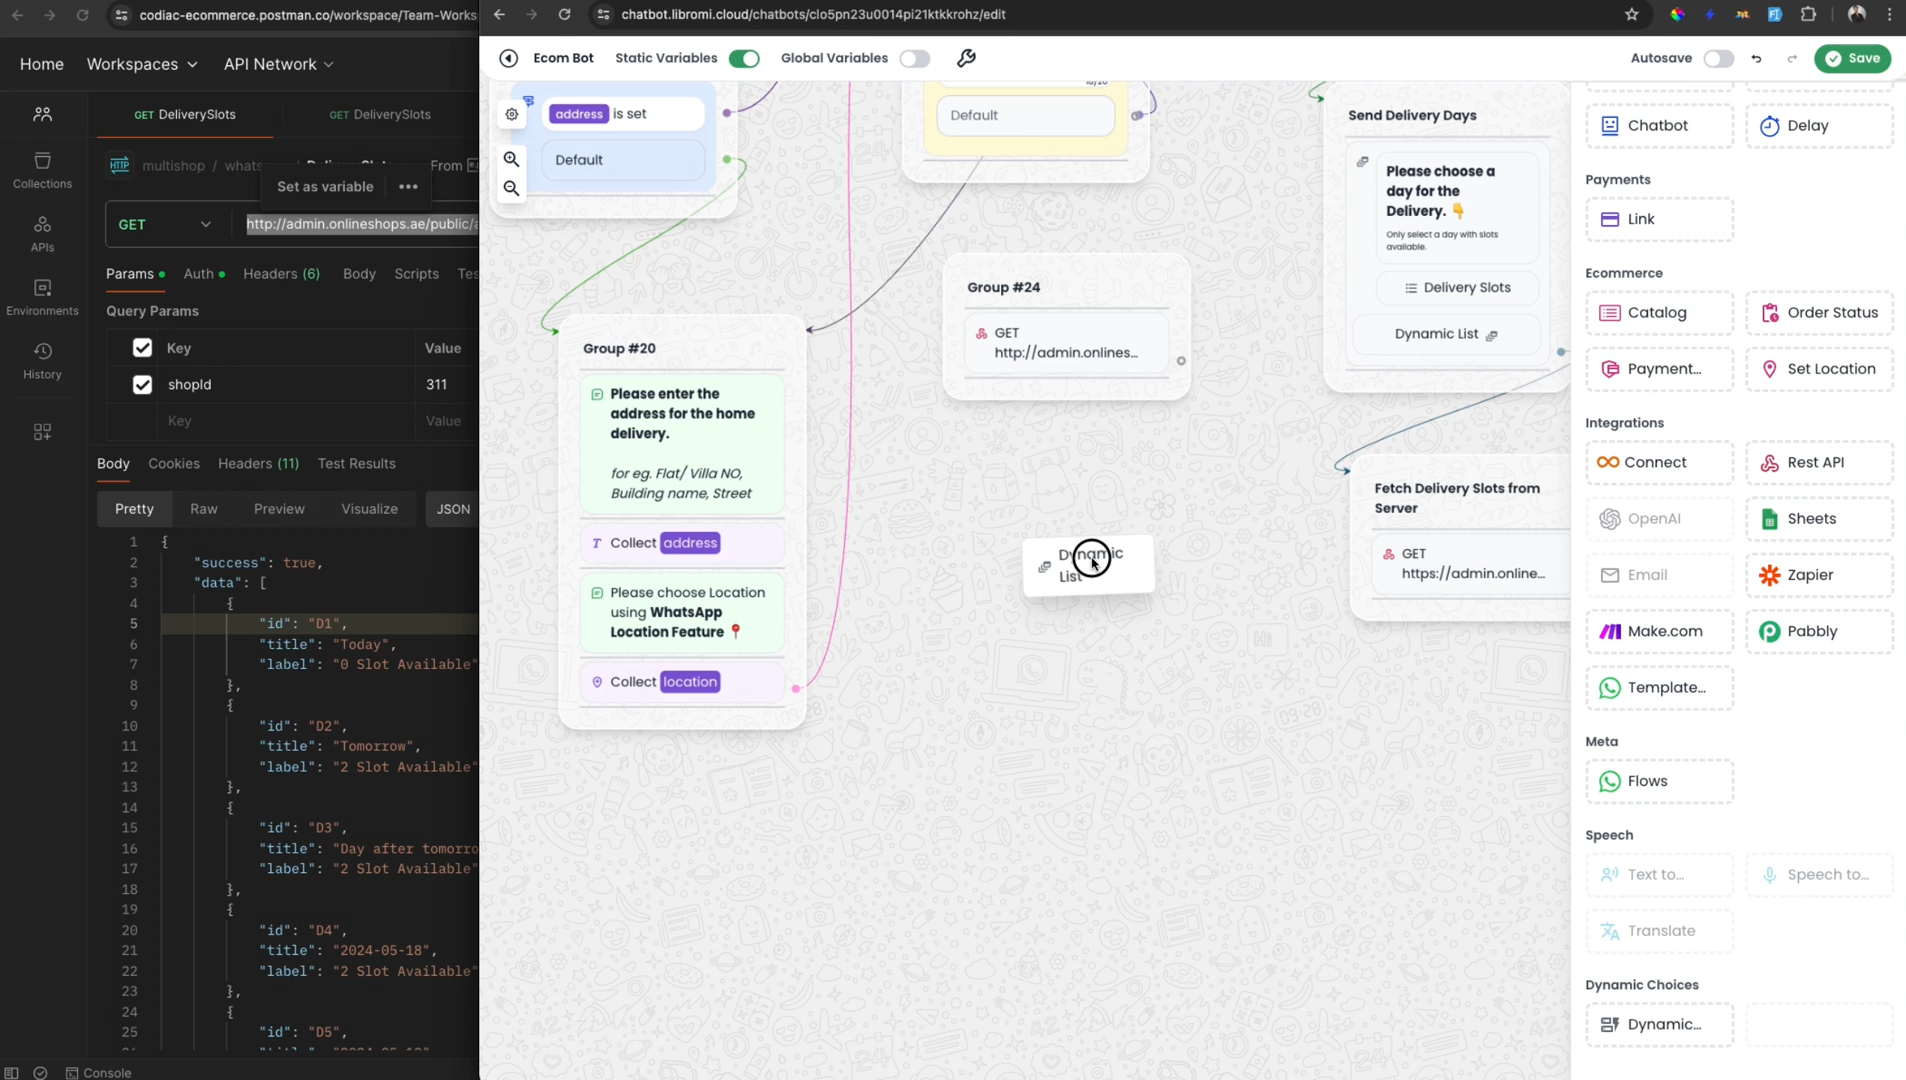 codiac-ecommerce.postman.co/workspace/Team-Works
Home
Workspaces
API Network
GET DeliverySlots
GET DeliverySlots
multishop / whats
From
Set as variable
GET
http://admin.onlineshops.ae/public/a
Params
Auth
Headers (6)
Body
Scripts
Tes
Query Params
Key
Value
shopId
311
Key
Value
Body
Cookies
Headers (11)
Test Results
Pretty
Raw
Preview
Visualize
JSON
1 {
2 "success": true,
3 "data": [
4 {
5 "id": "D1",
6 "title": "Today",
7 "label": "0 Slot Available"
8 },
9 {
10 "id": "D2",
11 "title": "Tomorrow",
12 "label": "2 Slot Available"
13 },
14 {
15 "id": "D3",
16 "title": "Day after tomorro
17 "label": "2 Slot Available"
18 },
19 {
20 "id": "D4",
21 "title": "2024-05-18",
22 "label": "2 Slot Available"
23 },
24 {
25 "id": "D5",
Collections
APIs
Environments
History
Console
chatbot.libromi.cloud/chatbots/clo5pn23u0014pi21ktkkrohz/edit
Ecom Bot
Static Variables
Global Variables
Autosave
Save
address is set
Default
Default
Group #20
Please enter the
address for the home
delivery.
for eg. Flat/ Villa NO,
Building name, Street
Collect address
Please choose Location
using WhatsApp
Location Feature 📍
Collect location
Group #24
GET
http://admin.onlines...
Dynamic
List
Send Delivery Days
Please choose a
day for the
Delivery. 👇
Only select a day with slots
available.
Delivery Slots
Dynamic List
Fetch Delivery Slots from
Server
GET
https://admin.online...
Chatbot
Delay
Payments
Link
Ecommerce
Catalog
Order Status
Payment...
Set Location
Integrations
Connect
Rest API
OpenAI
Sheets
Email
Zapier
Make.com
Pabbly
Template...
Meta
Flows
Speech
Text to...
Speech to...
Translate
Dynamic Choices
Dynamic...